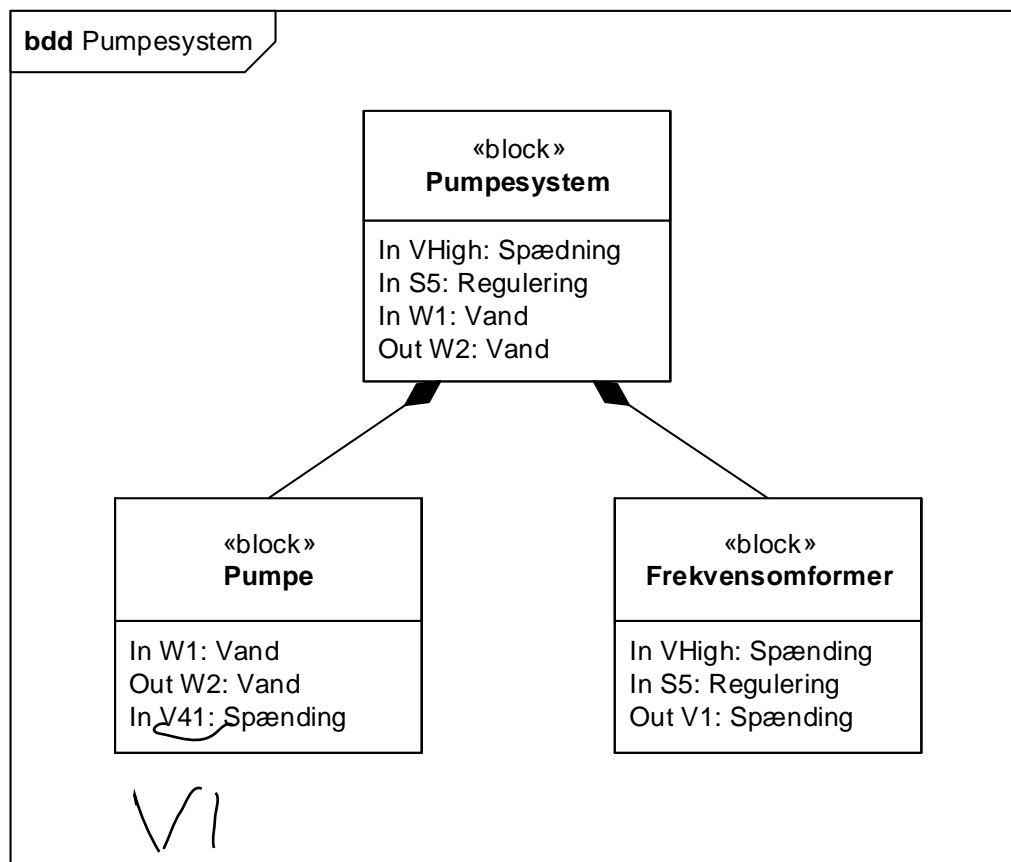 bdd Pumpesystem
«block»
Pumpesystem
In VHigh: Spædning
In S5: Regulering
In W1: Vand
Out W2: Vand
«block»
Pumpe
In W1: Vand
Out W2: Vand
In V41: Spænding
«block»
Frekvensomformer
In VHigh: Spænding
In S5: Regulering
Out V1: Spænding
V1